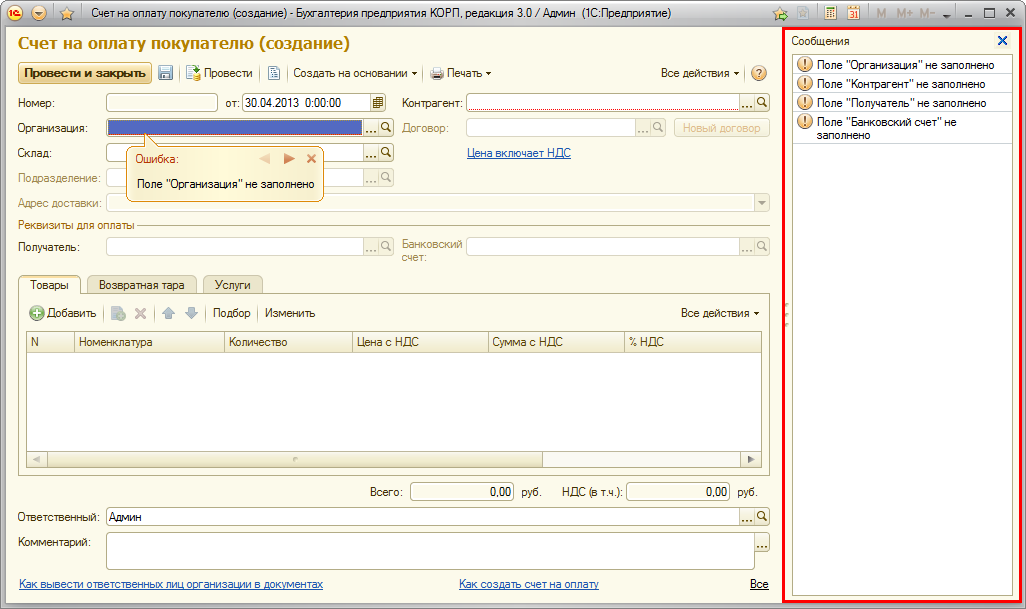 Счет на оплату покупателю (создание) - Бухгалтерия предприятия КОРП, редакция 3.0 / Админ (1С:Предприятие)
31 M M+ M-
Счет на оплату покупателю (создание)
Провести и закрыть Провести Создать на основании Печать Все действия ?
Номер: от: 30.04.2013 0:00:00 Контрагент: ...
Организация: ... Договор: ... Новый договор
Склад: ... Цена включает НДС
Ошибка:
Поле "Организация" не заполнено
Подразделение: ...
Адрес доставки:
Реквизиты для оплаты
Получатель: ... Банковский
счет: ...
Товары Возвратная тара Услуги
Добавить Подбор Изменить Все действия
N Номенклатура Количество Цена с НДС Сумма с НДС % НДС
Всего: 0,00 руб. НДС (в т.ч.): 0,00 руб.
Ответственный: Админ ...
Комментарий: ...
Как вывести ответственных лиц организации в документах Как создать счет на оплату Все
Сообщения
Поле "Организация" не заполнено
Поле "Контрагент" не заполнено
Поле "Получатель" не заполнено
Поле "Банковский счет" не
заполнено